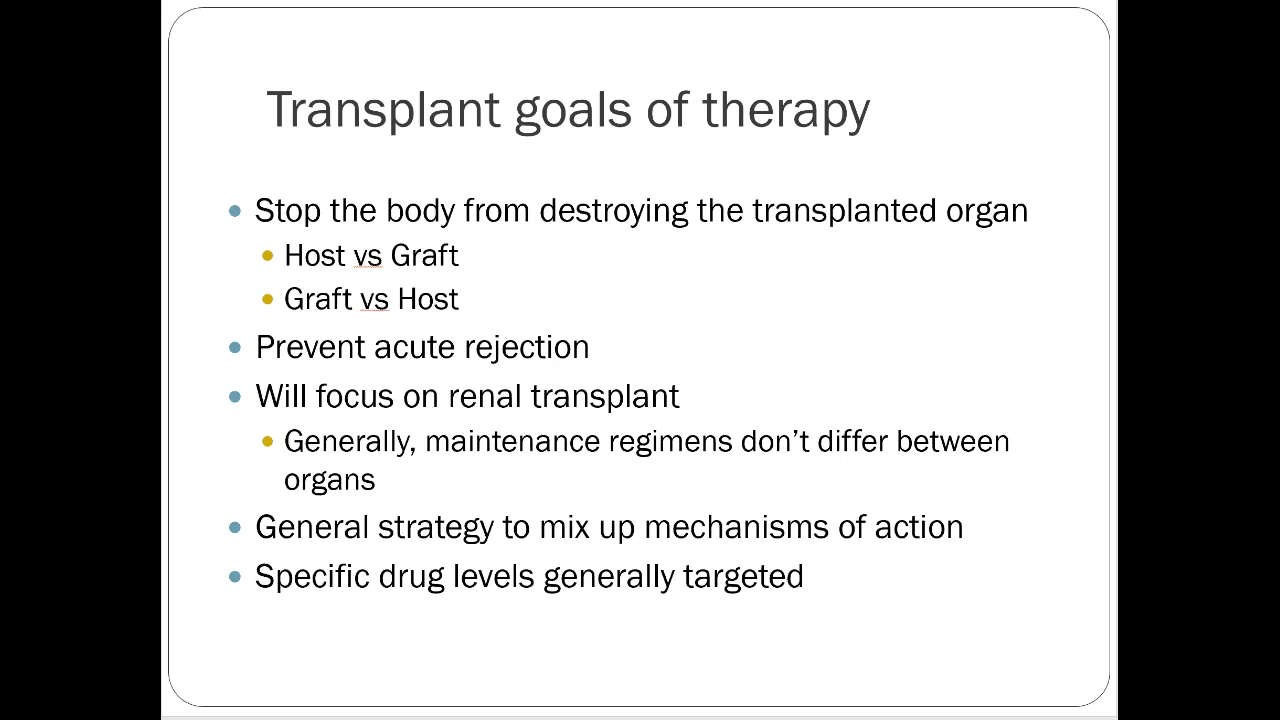 Transplant goals of therapy
Stop the body from destroying the transplanted organ
Host vs Graft
Graft vs Host
Prevent acute rejection
Will focus on renal transplant
Generally, maintenance regimens don’t differ between
organs
General strategy to mix up mechanisms of action
Specific drug levels generally targeted